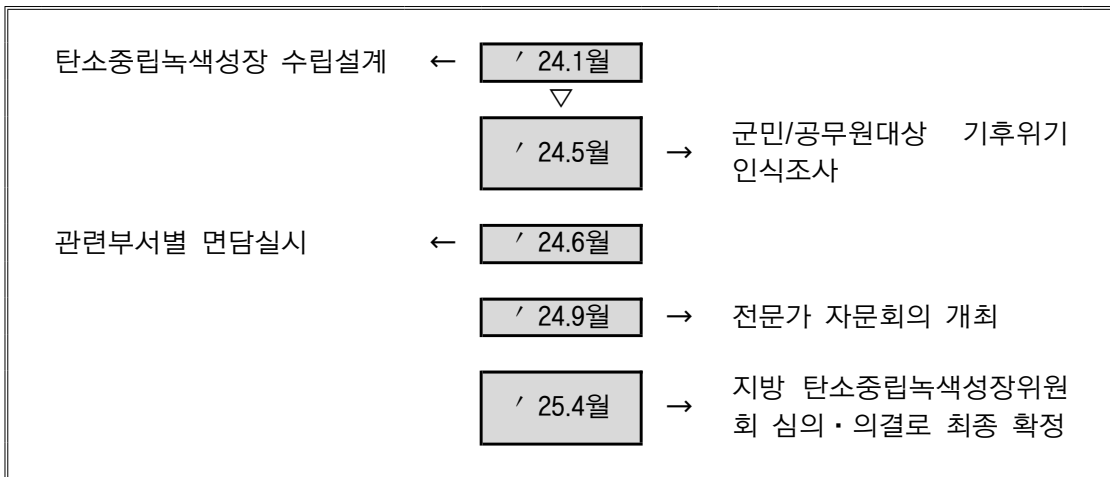 탄소중립녹색성장 수립설계 ← ′ 24.1월
▽
′ 24.5월 → 군민/공무원대상 기후위기
인식조사
관련부서별 면담실시 ← ′ 24.6월
′ 24.9월 → 전문가 자문회의 개최
′ 25.4월 → 지방 탄소중립녹색성장위원
회 심의・의결로 최종 확정